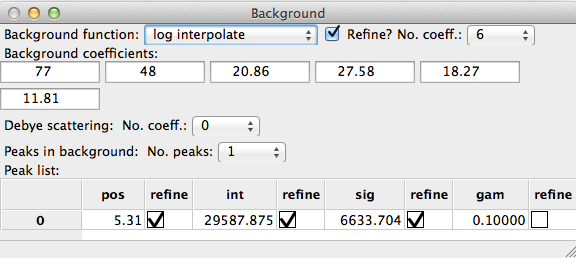 Background
Background function: log interpolate Refine? No. coeff.: 6
Background coefficients:
77 48 20.86 27.58 18.27
11.81
Debye scattering: No. coeff.: 0
Peaks in background: No. peaks: 1
Peak list:
pos refine int refine sig refine gam refine
0 5.31 29587.875 6633.704 0.10000